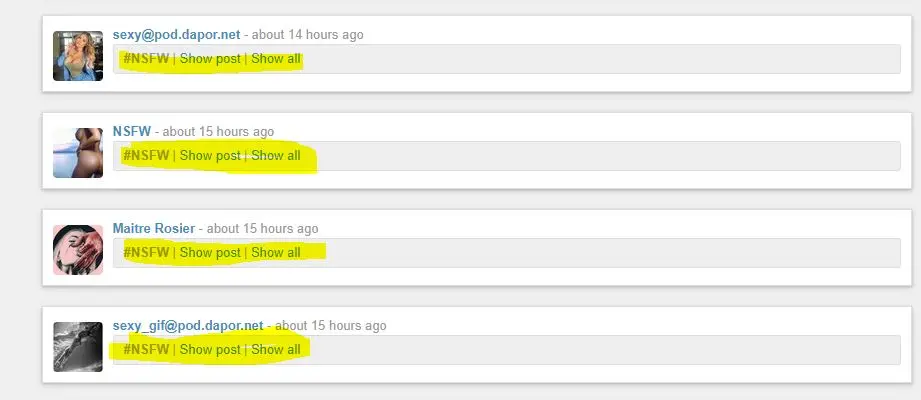 sexy@pod.dapor.net - about 14 hours ago
#NSFW | Show post | Show all
NSFW - about 15 hours ago
#NSFW | Show post | Show all
Maitre Rosier - about 15 hours ago
#NSFW | Show post | Show all
sexy_gif@pod.dapor.net - about 15 hours ago
#NSFW | Show post | Show all